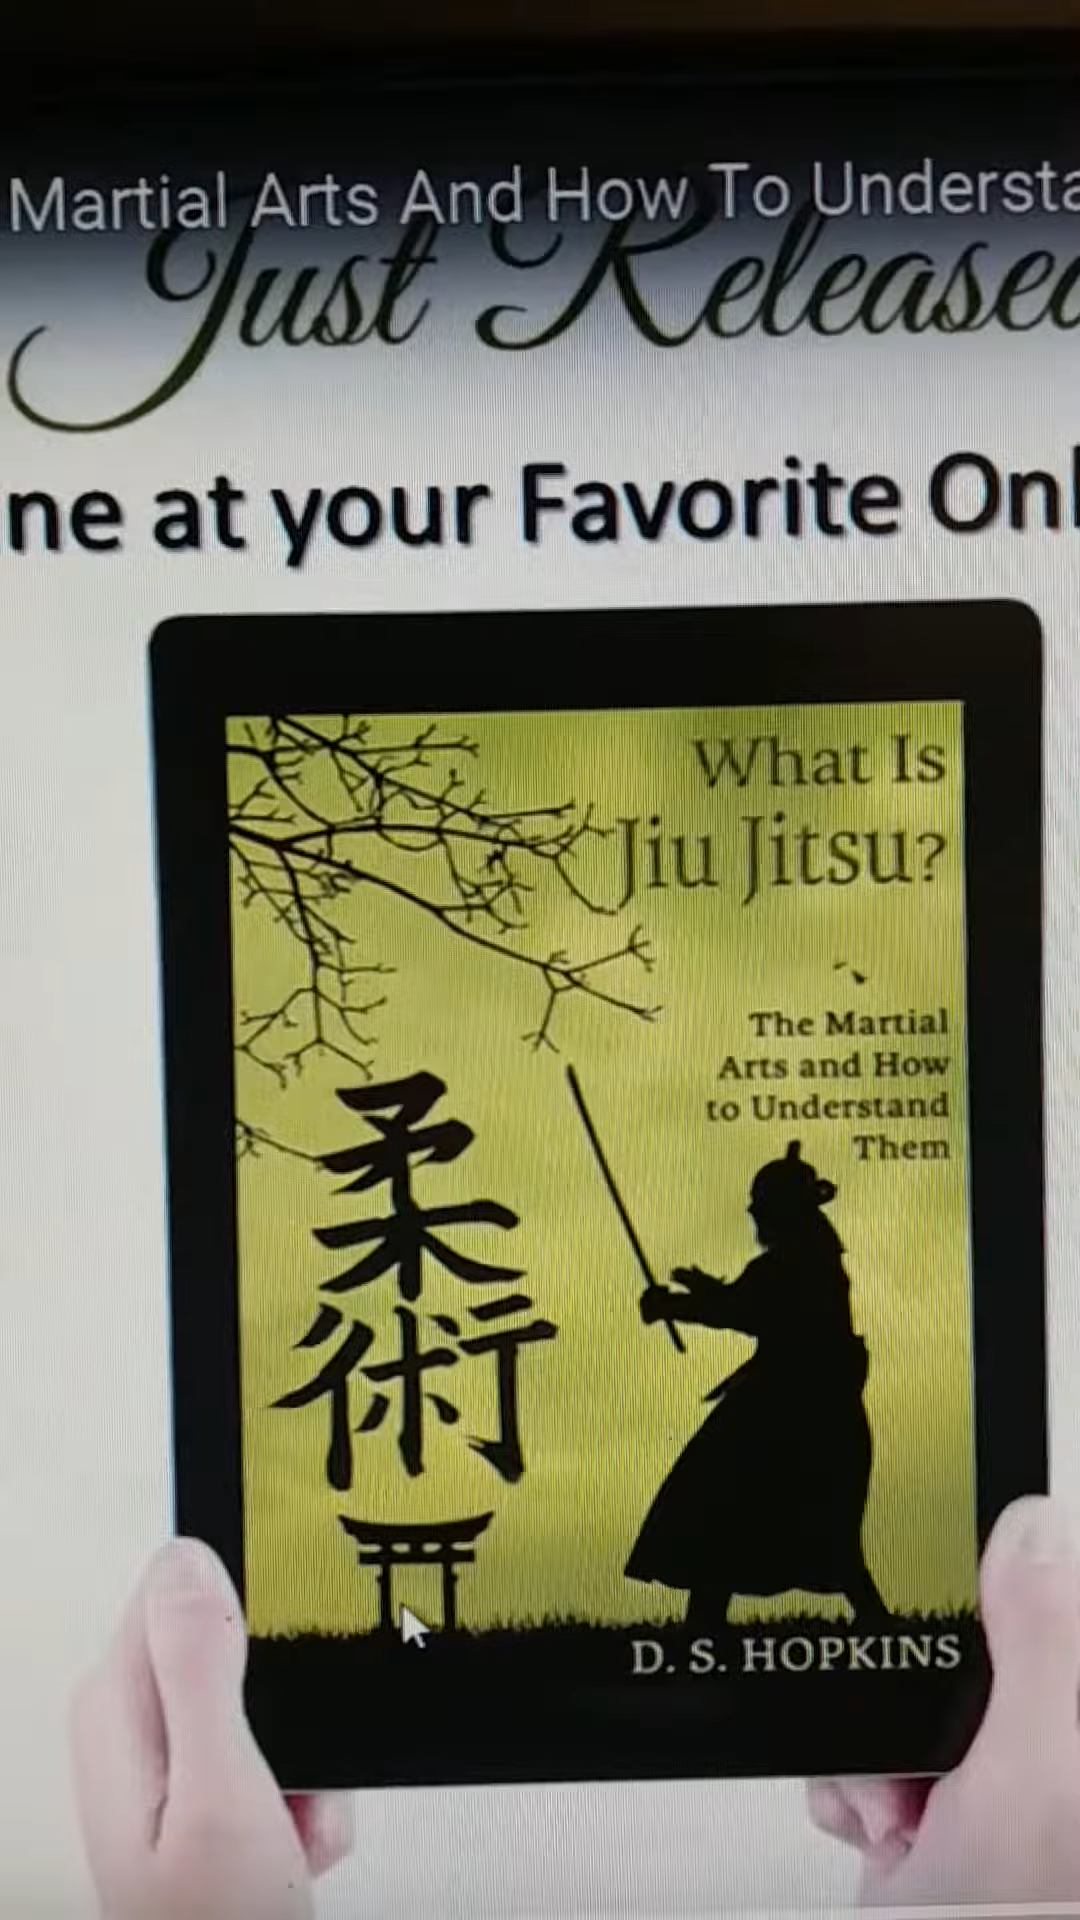 Martial Arts And How To Understa
Just Released
ne at your Favorite Onl
What Is
Jiu Jitsu?
The Martial
Arts and How
to Understand
Them
柔
術
D. S. HOPKINS